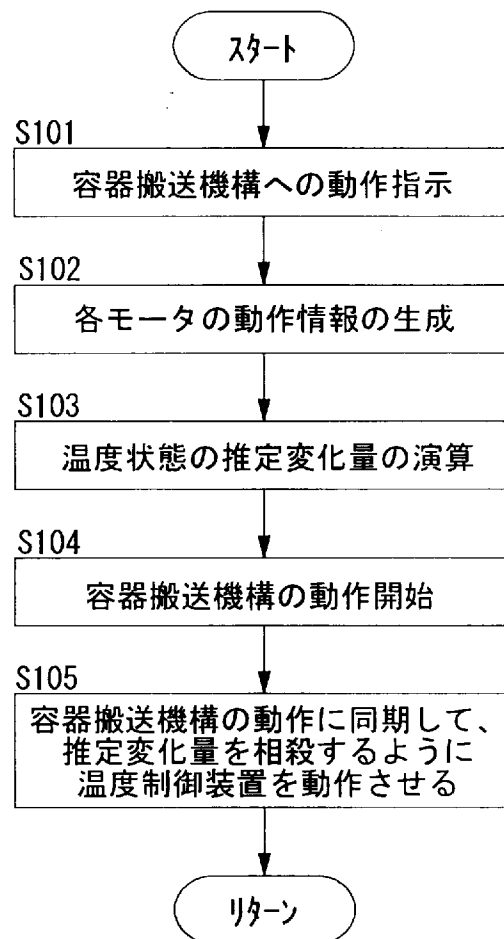 スタート
S101
容器搬送機構への動作指示
S102
各モータの動作情報の生成
S103
温度状態の推定変化量の演算
S104
容器搬送機構の動作開始
S105
容器搬送機構の動作に同期して、
推定変化量を相殺するように
温度制御装置を動作させる
リターン